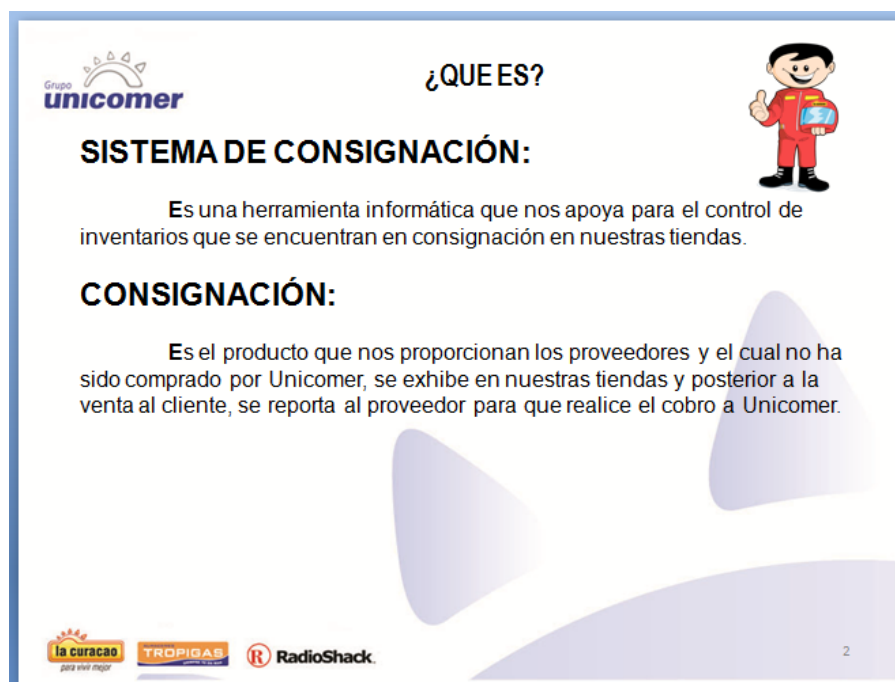 Grupo
unicomer
¿QUE ES?
SISTEMA DE CONSIGNACIÓN:
Es una herramienta informática que nos apoya para el control de
inventarios que se encuentran en consignación en nuestras tiendas.
CONSIGNACIÓN:
Es el producto que nos proporcionan los proveedores y el cual no ha
sido comprado por Unicomer, se exhibe en nuestras tiendas y posterior a la
venta al cliente, se reporta al proveedor para que realice el cobro a Unicomer.
la curacao
para vivir mejor
TROPIGAS
R RadioShack.
2